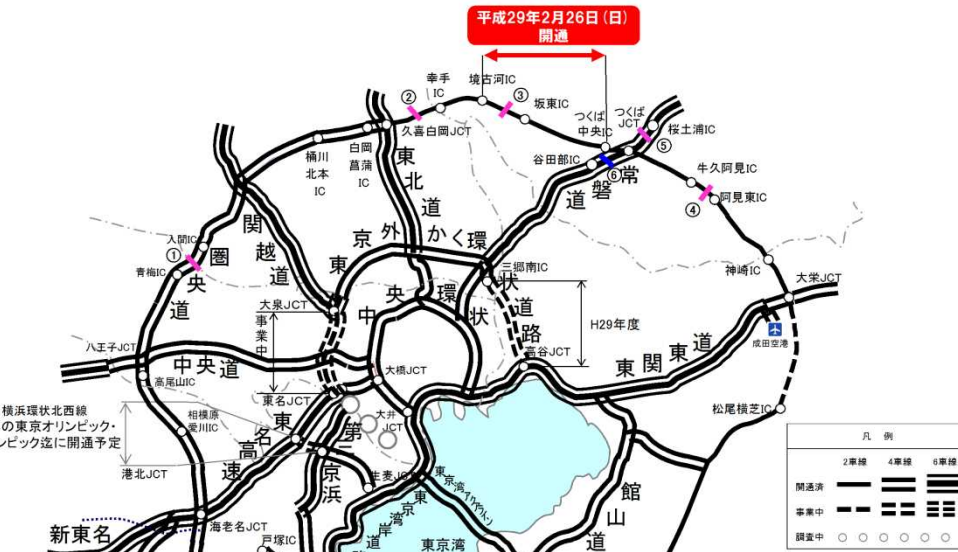 平成29年2月26日(日)
開通
境古河IC
幸手
IC
②
③
坂東IC
久喜白岡JCT
つくば
中央IC
つくば
JCT
桜土浦IC
⑤
谷田部IC
⑥
牛久阿見IC
④
阿見東IC
白岡
菖蒲
IC
桶川
北本
IC
東北道
常磐道
関越道
圏央道
入間IC
①
青梅IC
東京外かく環状道路
中央環状
三郷南IC
神崎IC
大栄JCT
成田空港
大泉JCT
事業中
H29年度
高谷JCT
東関東道
八王子JCT
中央道
高尾山IC
大橋JCT
東名JCT
大井
JCT
松尾横芝IC
横浜環状北西線
の東京オリンピック・
ンピック迄に開通予定
相模原
愛川IC
港北JCT
東名高速
第三京浜
生麦JCT
東京湾アクアライン
東京湾岸道
東京湾
館山道
新東名
海老名JCT
戸塚IC
凡 例
2車線 4車線 6車線
開通済
事業中
調査中